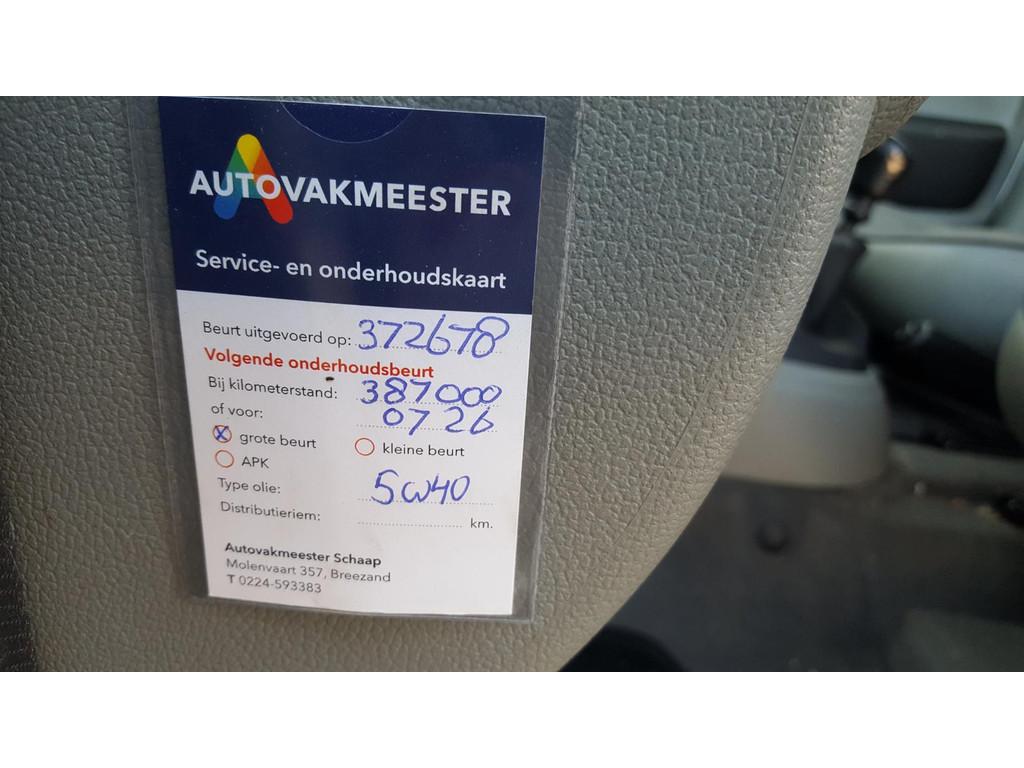 AUTOVAKMEESTER
Service- en onderhoudskaart
Beurt uitgevoerd op: 372678
Volgende onderhoudsbeurt
Bij kilometerstand: 387000
of voor: 07 26
grote beurt kleine beurt
APK
Type olie: 5w40
Distributieriem: km.
Autovakmeester Schaap
Molenvaart 357, Breezand
T 0224-593383